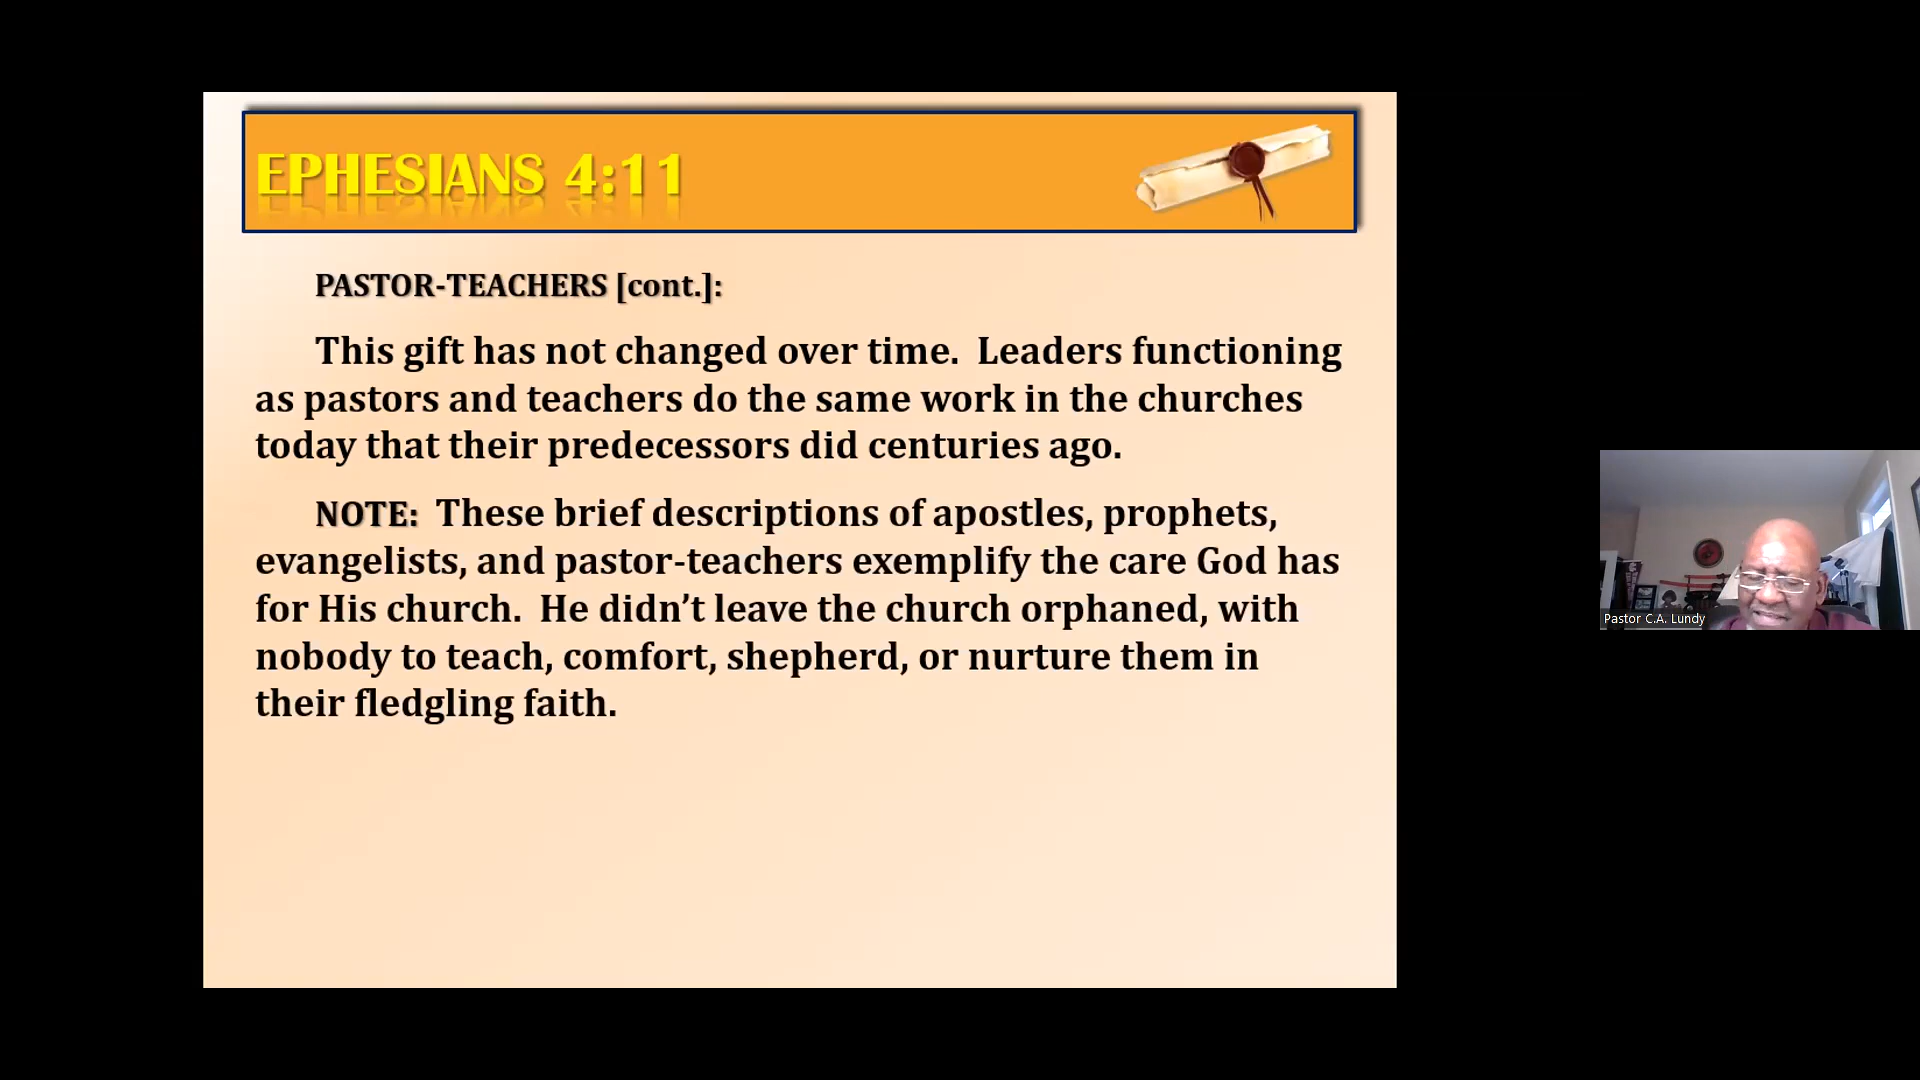 EPHESIANS 4:11
PASTOR-TEACHERS [cont.]:
This gift has not changed over time.  Leaders functioning
as pastors and teachers do the same work in the churches
today that their predecessors did centuries ago.
NOTE:  These brief descriptions of apostles, prophets,
evangelists, and pastor-teachers exemplify the care God has
for His church.  He didn’t leave the church orphaned, with
nobody to teach, comfort, shepherd, or nurture them in
their fledgling faith.
Pastor C.A. Lundy